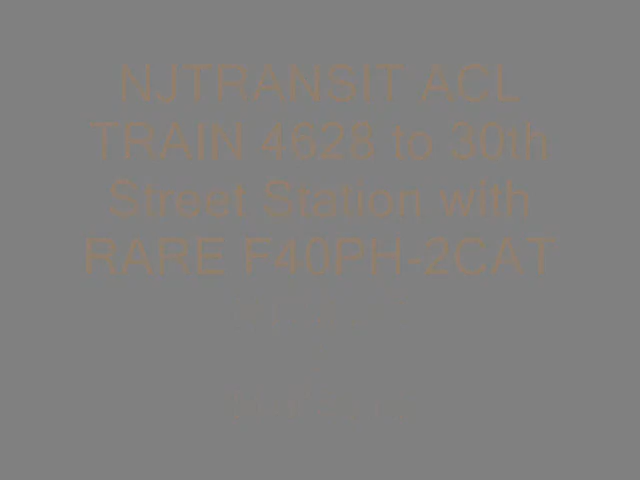 NJTRANSIT ACL
TRAIN 4628 to 30th
Street Station with
RARE F40PH-2CAT